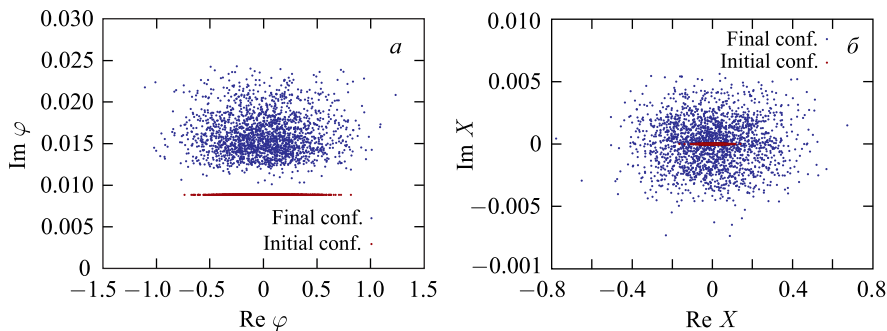 0.030
0.025
0.020
0.015
0.010
0.005
0
Im φ
а
Final conf.
Initial conf.
−1.5 −1.0 −0.5 0 0.5 1.0 1.5
Re φ
0.010
0.005
0
−0.005
−0.001
Im X
Final conf.
Initial conf.
б
−0.8 −0.4 0 0.4 0.8
Re X